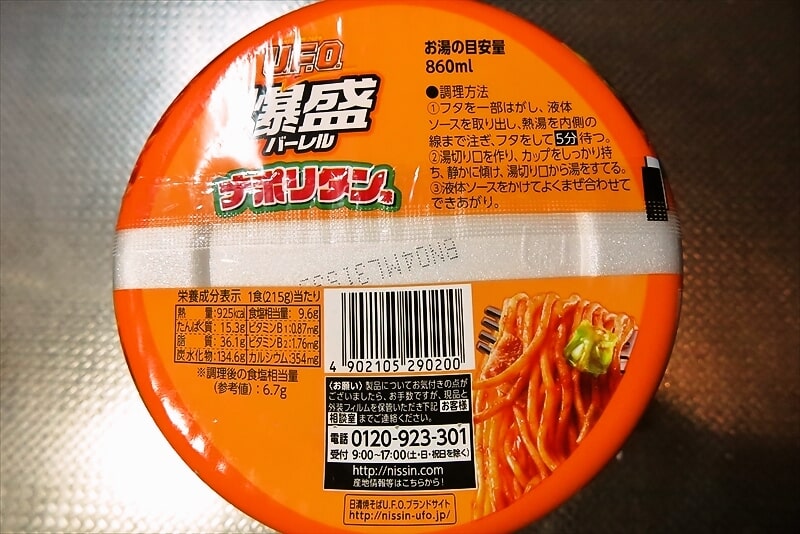 U.F.O.
爆盛
バーレル
ナポリタン味
お湯の目安量
860ml
●調理方法
①フタを一部はがし、液体
ソースを取り出し、熱湯を内側の
線まで注ぎ、フタをして5分待つ。
②湯切り口を作り、カップをしっかり持
ち、静かに傾け、湯切り口から湯をすてる。
③液体ソースをかけてよくまぜ合わせて
できあがり。
栄養成分表示 1食(215g)当たり
熱量:925kcal 食塩相当量:9.6g
たんぱく質:15.3g ビタミンB1:0.87mg
脂質:36.1g ビタミンB2:1.76mg
炭水化物:134.6g カルシウム:354mg
※調理後の食塩相当量
(参考値):6.7g
4 902105 290200
〈お願い〉製品についてお気付きの点が
ございましたら、お手数ですが、現品と
外装フィルムを保管いただき下記お客様
相談室までご連絡ください。
電話 0120-923-301
受付 9:00~17:00(土・日・祝日を除く)
http://nissin.com
産地情報等はこちらから!
日清焼そばU.F.O.ブランドサイト
http://nissin-ufo.jp/